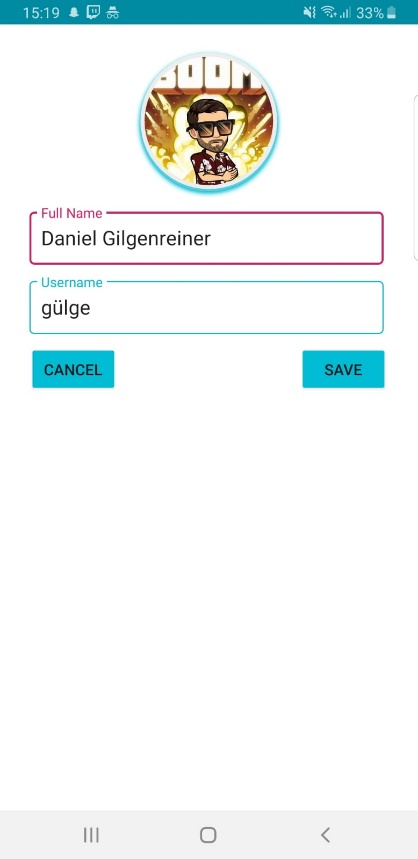 15:19
33%
BOOM
Full Name
Daniel Gilgenreiner
Username
gülge
CANCEL
SAVE